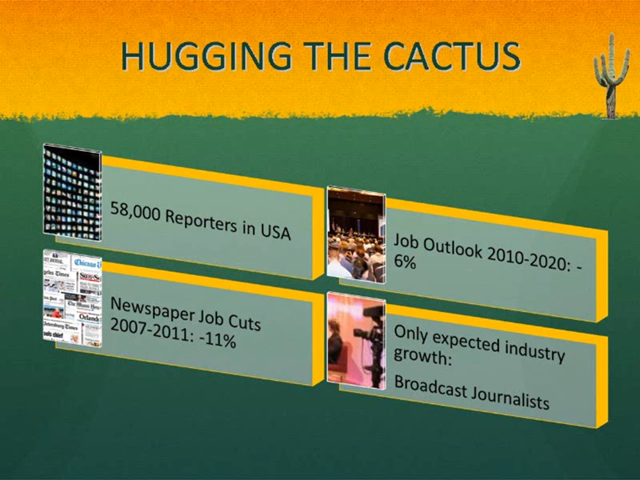 HUGGING THE CACTUS
58,000 Reporters in USA
Job Outlook 2010-2020: -
6%
Newspaper Job Cuts
2007-2011: -11%
Only expected industry
growth:
Broadcast Journalists